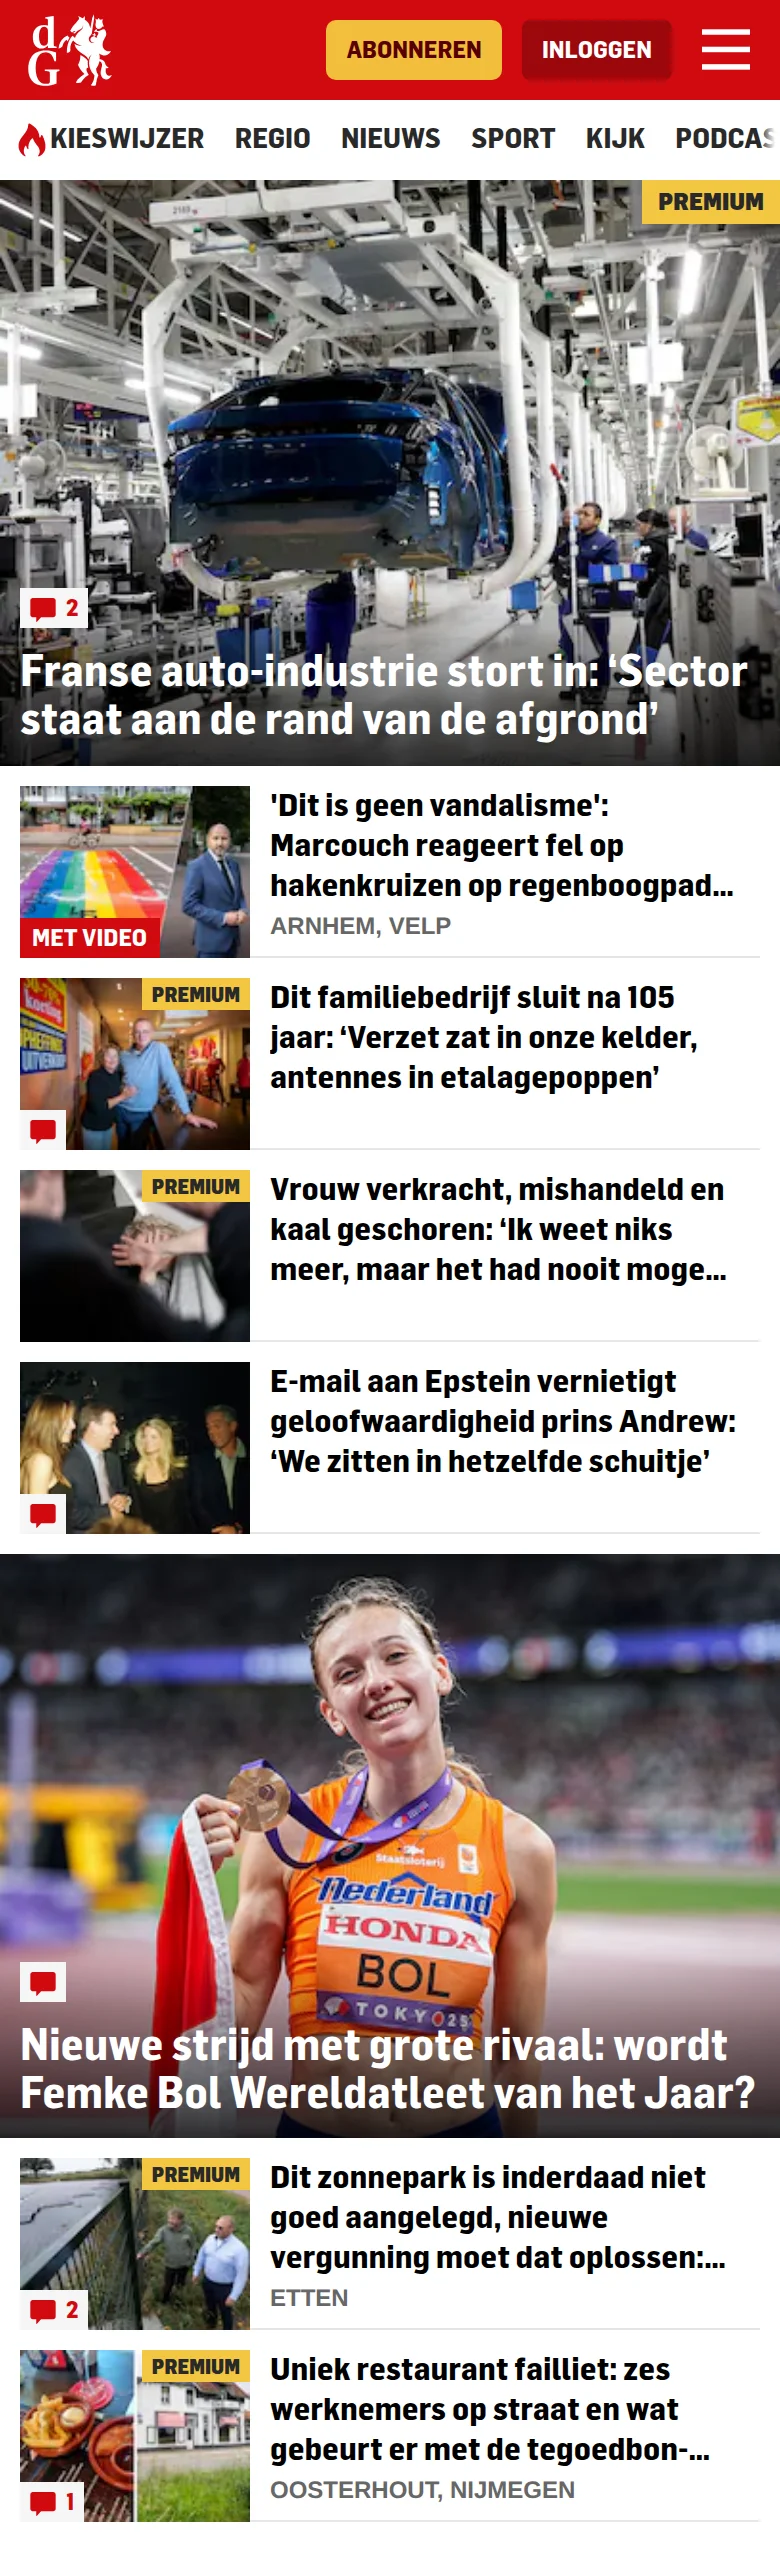 dG
ABONNEREN
INLOGGEN
KIESWIJZER REGIO NIEUWS SPORT KIJK PODCAS
PREMIUM
2
Franse auto-industrie stort in: ‘Sector
staat aan de rand van de afgrond’
'Dit is geen vandalisme':
Marcouch reageert fel op
hakenkruizen op regenboogpad...
ARNHEM, VELP
MET VIDEO
PREMIUM
Dit familiebedrijf sluit na 105
jaar: ‘Verzet zat in onze kelder,
antennes in etalagepoppen’
PREMIUM
Vrouw verkracht, mishandeld en
kaal geschoren: ‘Ik weet niks
meer, maar het had nooit moge...
E-mail aan Epstein vernietigt
geloofwaardigheid prins Andrew:
‘We zitten in hetzelfde schuitje’
Staatsloterij
Nederland
HONDA
BOL
TOKYO25
Nieuwe strijd met grote rivaal: wordt
Femke Bol Wereldatleet van het Jaar?
PREMIUM
Dit zonnepark is inderdaad niet
goed aangelegd, nieuwe
vergunning moet dat oplossen:...
ETTEN
2
PREMIUM
Uniek restaurant failliet: zes
werknemers op straat en wat
gebeurt er met de tegoedbon-...
OOSTERHOUT, NIJMEGEN
1